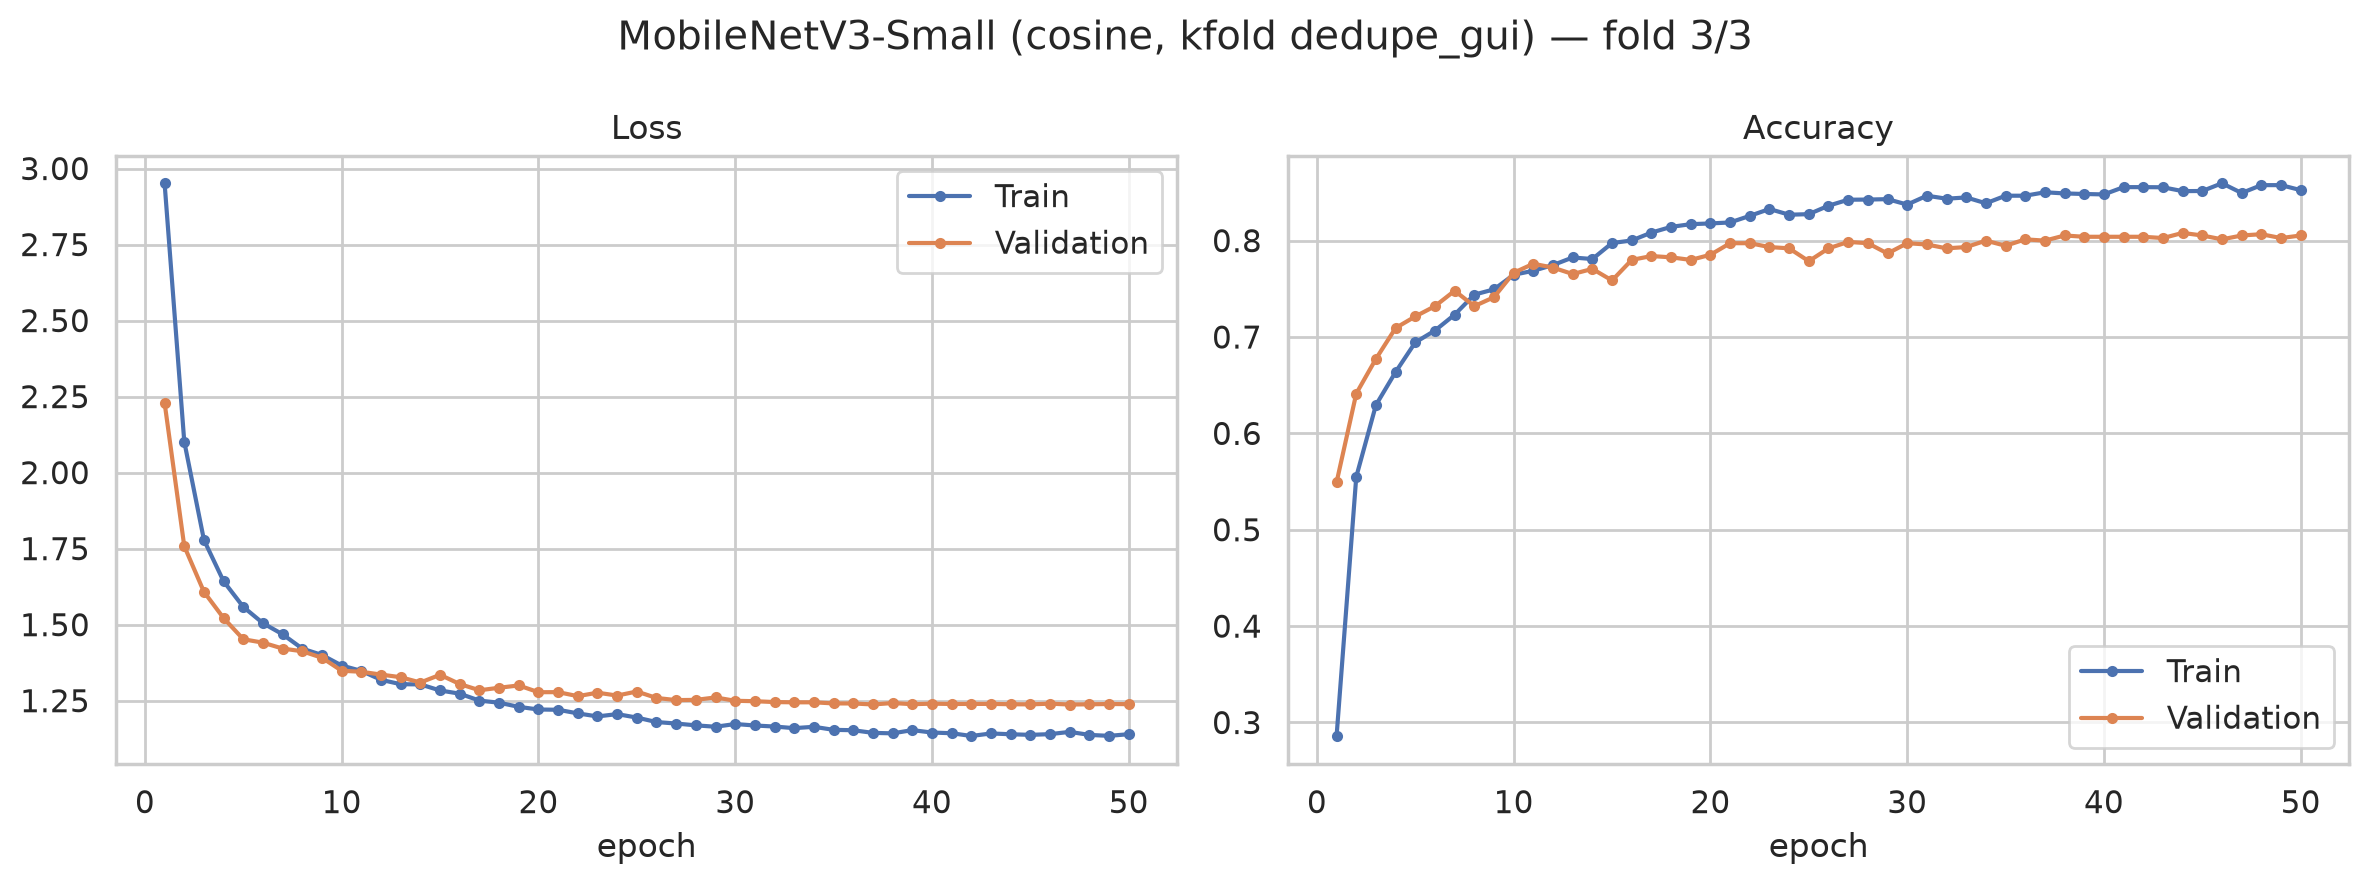 MobileNetV3-Small (cosine, kfold dedupe_gui) — fold 3/3
Loss
3.00
2.75
2.50
2.25
2.00
1.75
1.50
1.25
Train
Validation
0 10 20 30 40 50
epoch
Accuracy
0.8
0.7
0.6
0.5
0.4
0.3
Train
Validation
0 10 20 30 40 50
epoch